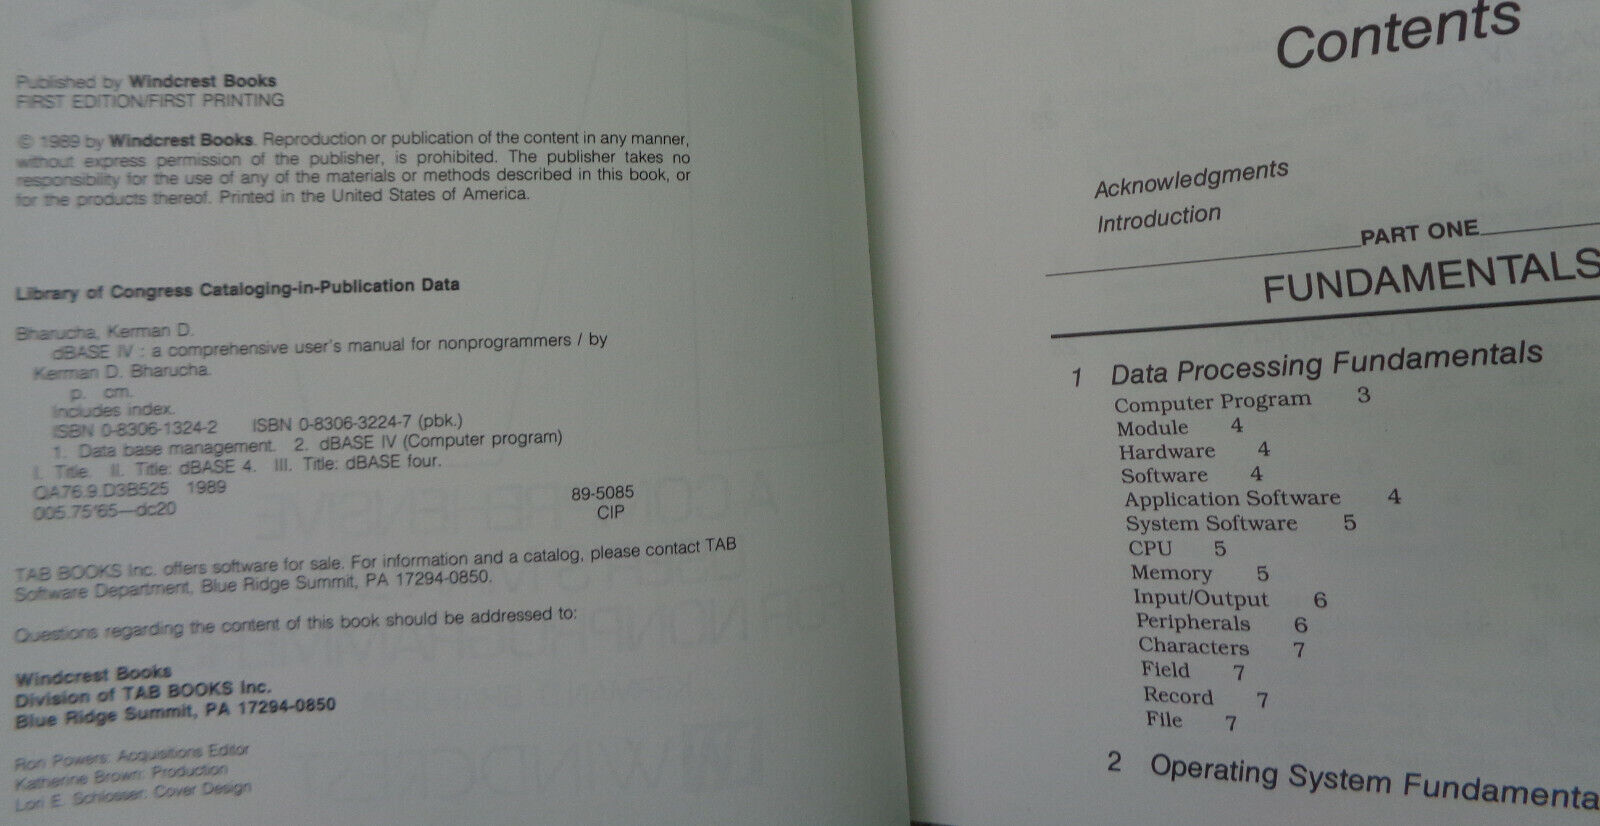 Published by Windcrest Books
FIRST EDITION/FIRST PRINTING
© 1989 by Windcrest Books. Reproduction or publication of the content in any manner,
without express permission of the publisher, is prohibited. The publisher takes no
responsibility for the use of any of the materials or methods described in this book, or
for the products thereof. Printed in the United States of America.
Library of Congress Cataloging-in-Publication Data
Bharucha, Kerman D.
dBASE IV : a comprehensive user's manual for nonprogrammers / by
Kerman D. Bharucha.
p. cm.
Includes index.
ISBN 0-8306-1324-2 ISBN 0-8306-3224-7 (pbk.)
1. Data base management. 2. dBASE IV (Computer program)
I. Title. II. Title: dBASE 4. III. Title: dBASE four.
QA76.9.D3B525 1989
005.75'65—dc20 89-5085
CIP
TAB BOOKS Inc. offers software for sale. For information and a catalog, please contact TAB
Software Department, Blue Ridge Summit, PA 17294-0850.
Questions regarding the content of this book should be addressed to:
Windcrest Books
Division of TAB BOOKS Inc.
Blue Ridge Summit, PA 17294-0850
Ron Powers: Acquisitions Editor
Katherine Brown: Production
Lori E. Schlosser: Cover Design
Contents
Acknowledgments
Introduction
PART ONE
FUNDAMENTALS
1 Data Processing Fundamentals
Computer Program 3
Module 4
Hardware 4
Software 4
Application Software 4
System Software 5
CPU 5
Memory 5
Input/Output 6
Peripherals 6
Characters 7
Field 7
Record 7
File 7
2 Operating System Fundamenta